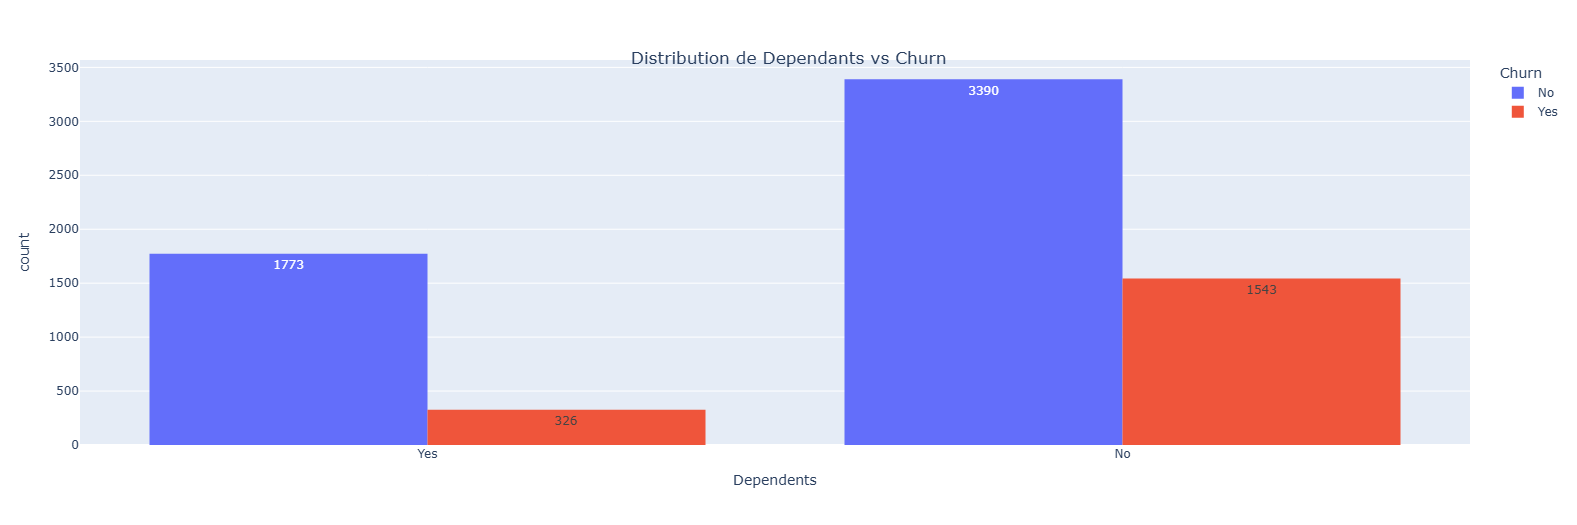 Distribution de Dependants vs Churn
Churn
No
Yes
3500
3000
2500
2000
1500
1000
500
0
count
1773
326
3390
1543
Yes
No
Dependents